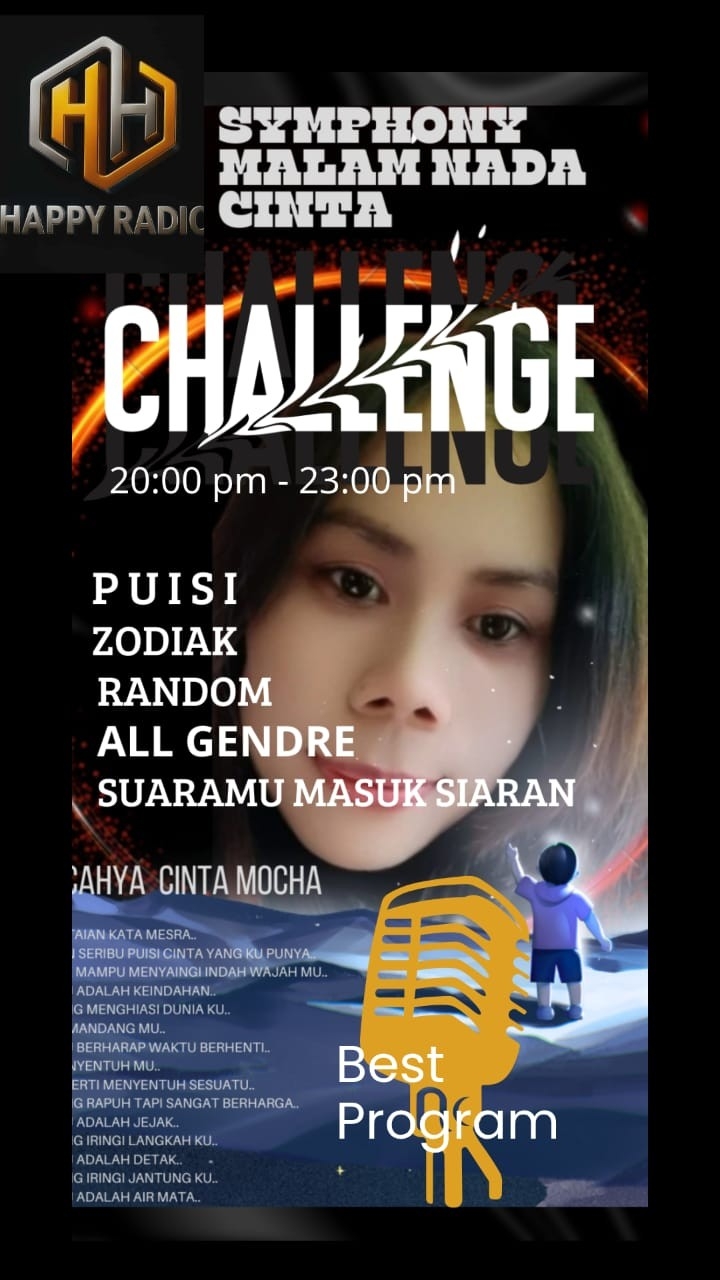 HAPPY RADIO
SYMPHONY
MALAM NADA
CINTA
CHALLENGE
20:00 pm - 23:00 pm
PUISI
ZODIAK
RANDOM
ALL GENDRE
SUARAMU MASUK SIARAN
CAHYA CINTA MOCHA
TAIAN KATA MESRA..
SERIBU PUISI CINTA YANG KU PUNYA..
MAMPU MENYAINGI INDAH WAJAH MU..
ADALAH KEINDAHAN..
G MENGHIASI DUNIA KU..
MANDANG MU..
BERHARAP WAKTU BERHENTI..
NYENTUH MU..
ERTI MENYENTUH SESUATU..
G RAPUH TAPI SANGAT BERHARGA..
ADALAH JEJAK..
G IRINGI LANGKAH KU..
ADALAH DETAK..
G IRINGI JANTUNG KU..
ADALAH AIR MATA..
Best
Program